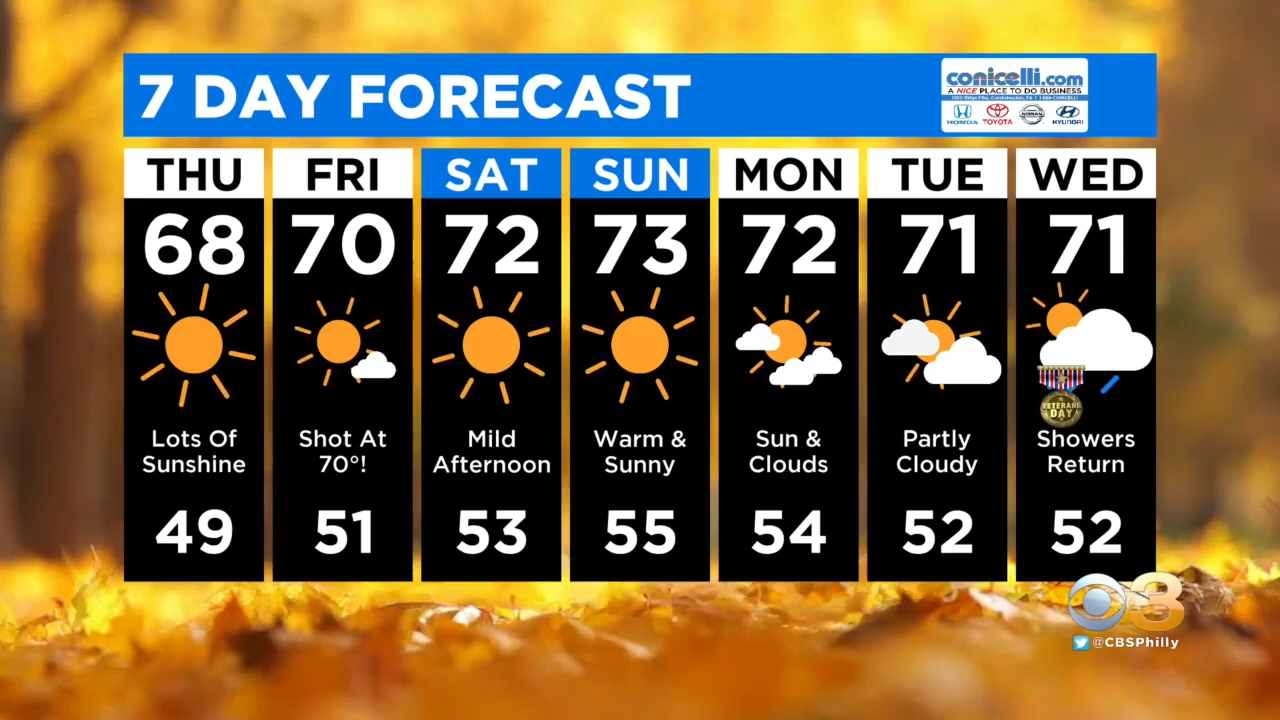 7 DAY FORECAST
conicelli.com
A NICE PLACE TO DO BUSINESS
HONDA TOYOTA NISSAN HYUNDAI
THU FRI SAT SUN MON TUE WED
68 70 72 73 72 71 71
VETERANS
DAY
Lots Of Shot At Mild Warm & Sun & Partly Showers
Sunshine 70°! Afternoon Sunny Clouds Cloudy Return
49 51 53 55 54 52 52
3
@CBSPhilly